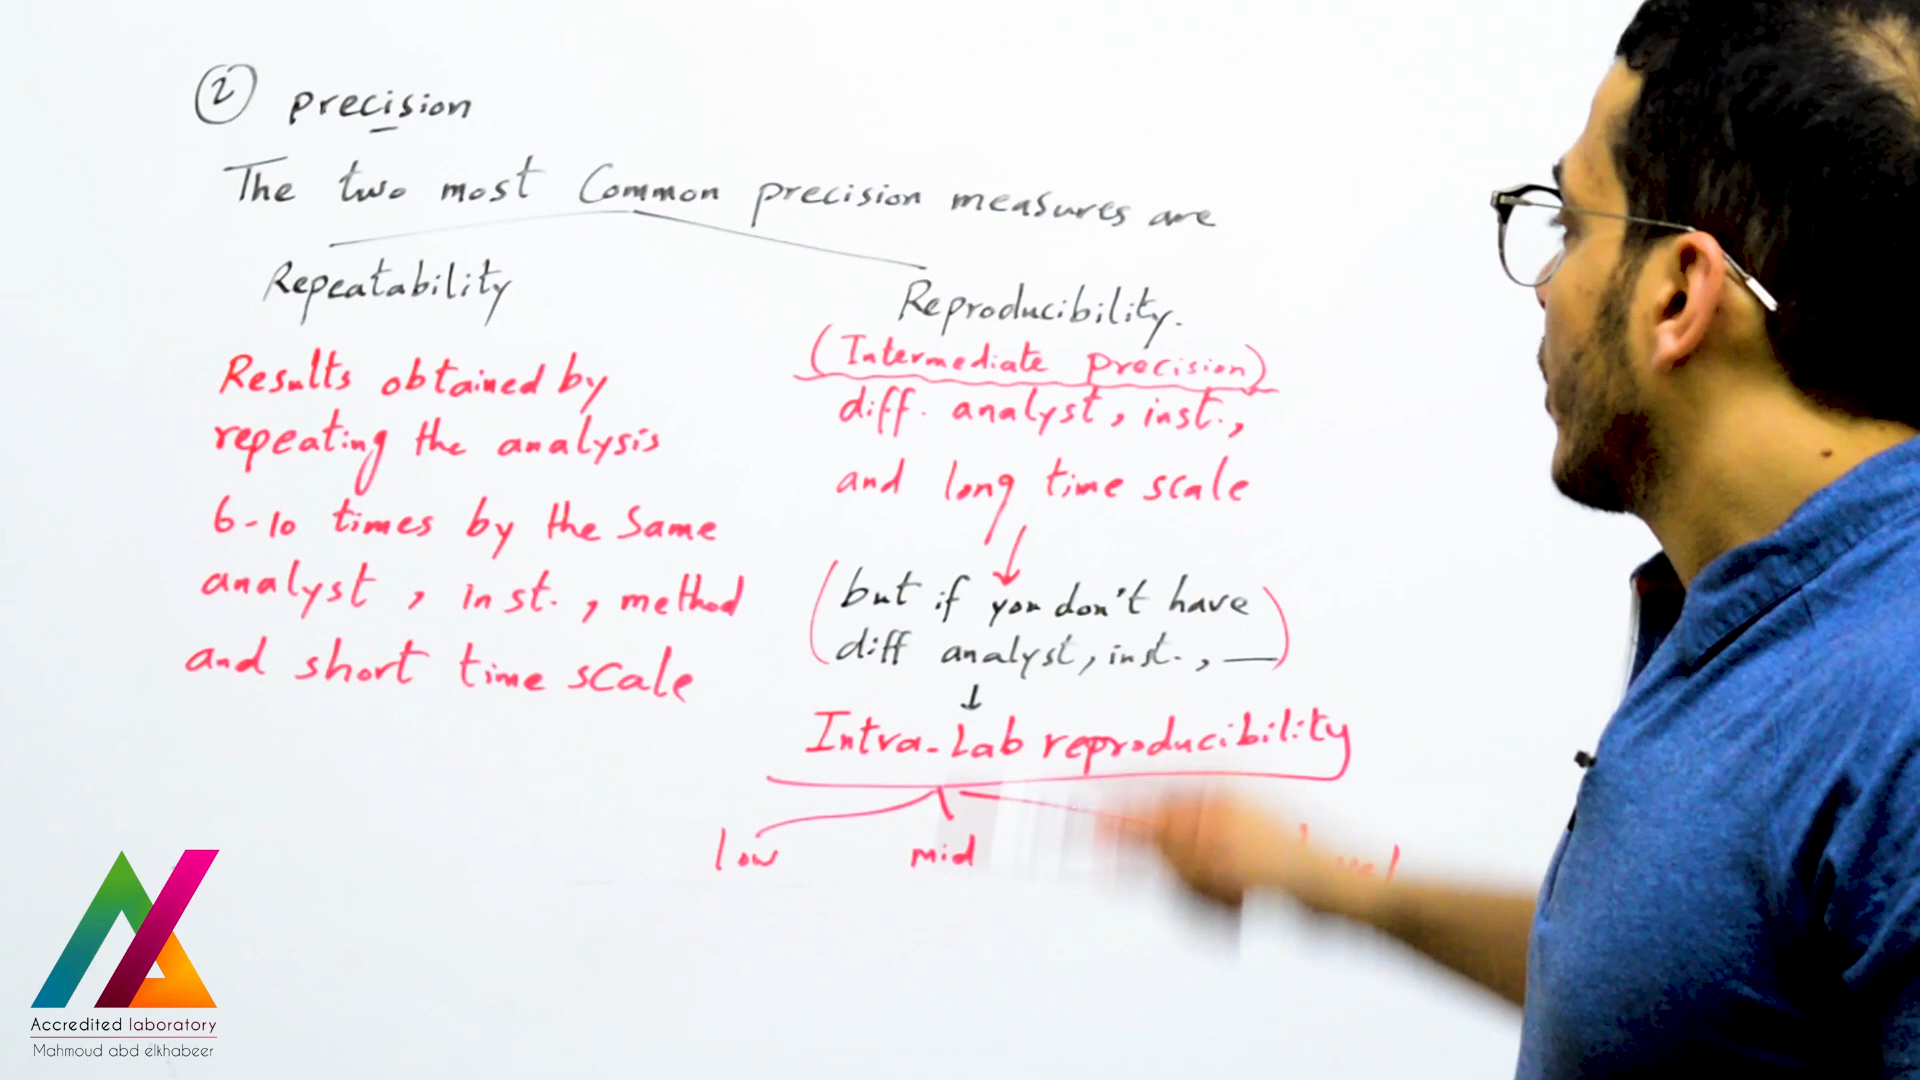 2 precision
The two most Common precision measures are
Repeatability
Results obtained by
repeating the analysis
6-10 times by the Same
analyst, inst., method
and short time scale
Reproducibility.
(Intermediate precision)
diff. analyst, inst.,
and long time scale
(but if you don't have
diff analyst, inst., —)
Intra-Lab reproducibility
low mid
Accredited laboratory
Mahmoud abd elkhabeer